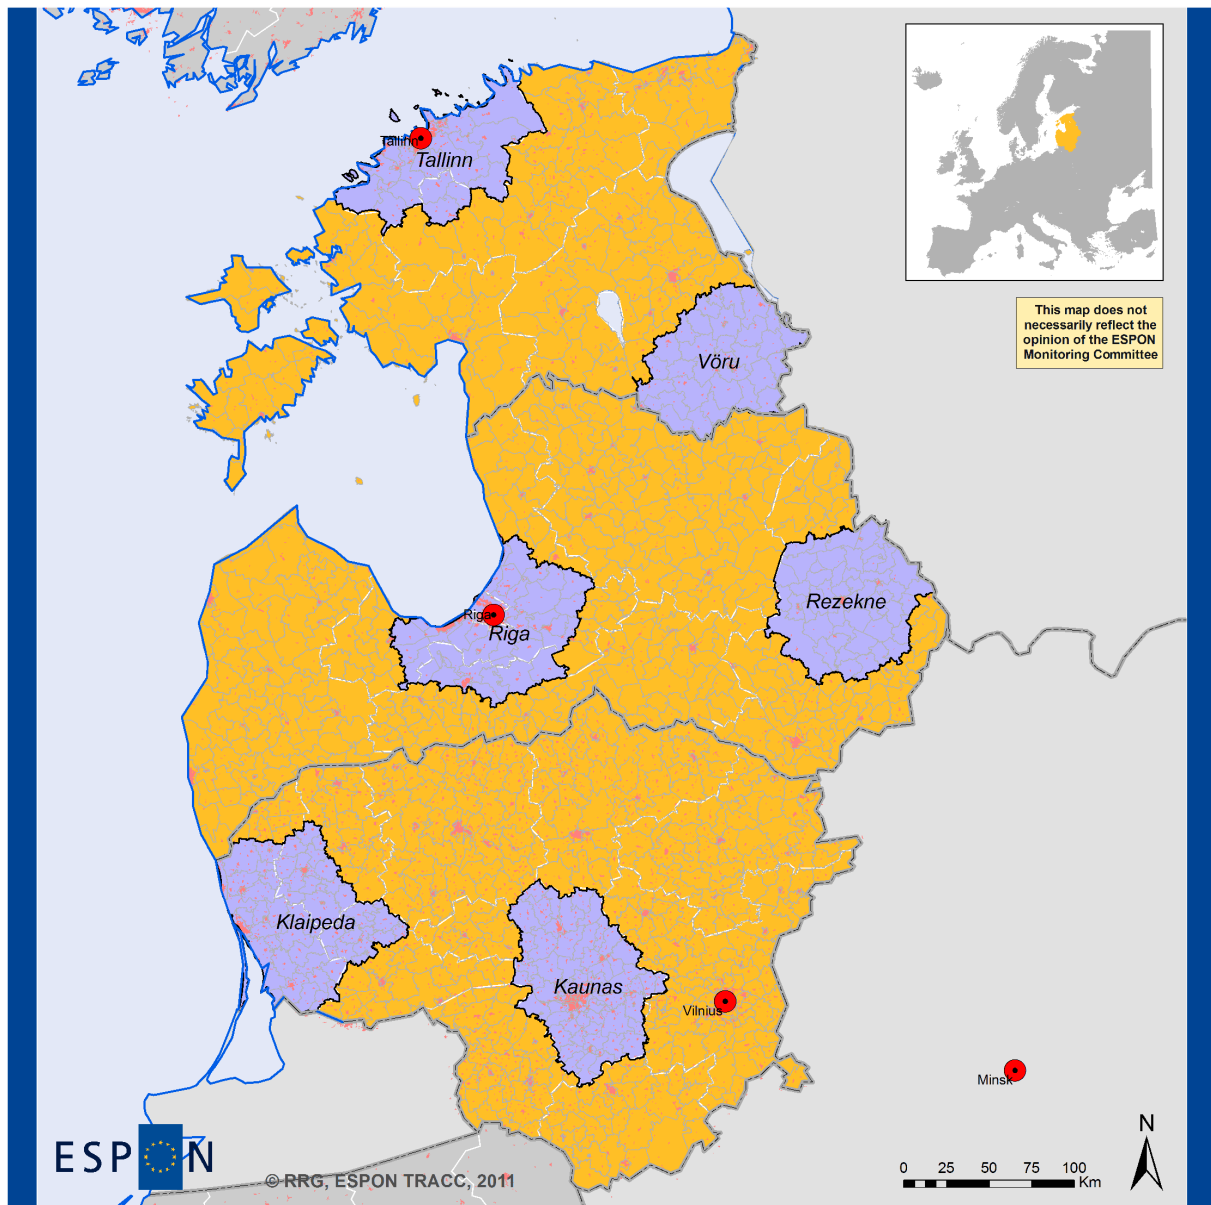 Tallinn
Tallinn
This map does not
necessarily reflect the
opinion of the ESPON
Monitoring Committee
Vöru
Rezekne
Riga
Riga
Klaipeda
Kaunas
Vilnius
Minsk
ESPON
© RRG, ESPON TRACC, 2011
N
0 25 50 75 100
Km